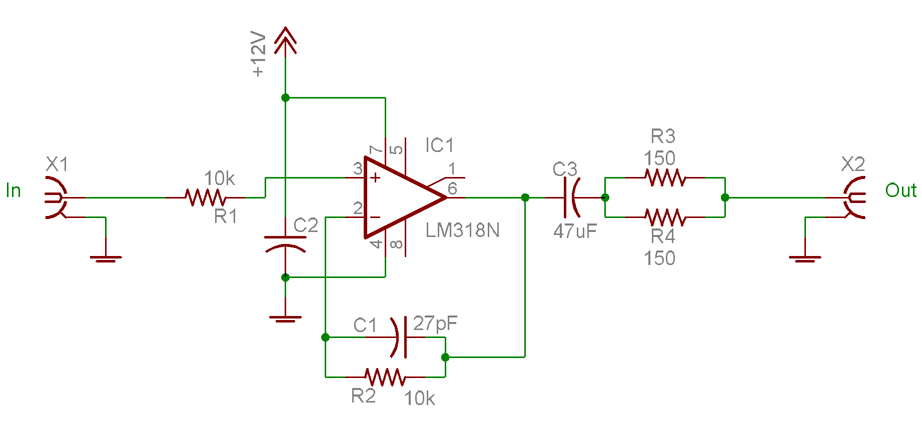 +12V
X1
In
10k
R1
C2
7
5
IC1
3
+
1
6
2
−
4
8
LM318N
C3
47uF
R3
150
R4
150
X2
Out
C1
27pF
R2
10k